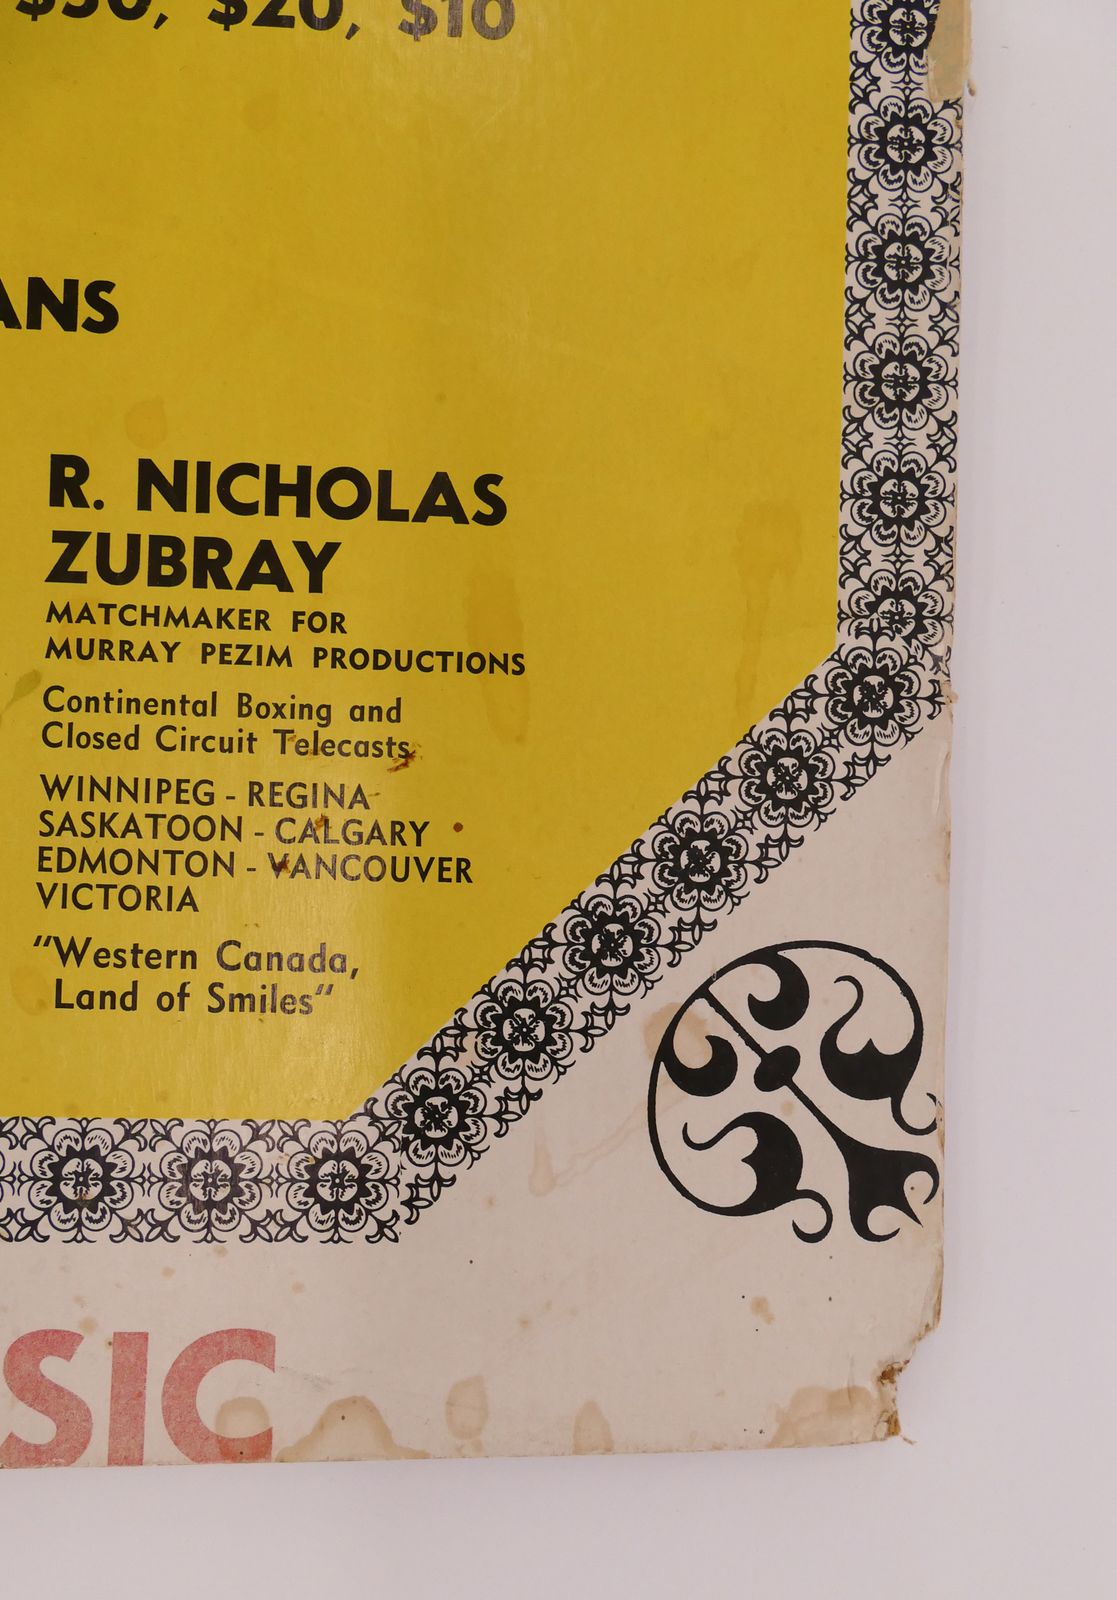 $50, $20, $10
ANS
R. NICHOLAS
ZUBRAY
MATCHMAKER FOR
MURRAY PEZIM PRODUCTIONS
Continental Boxing and
Closed Circuit Telecasts
WINNIPEG - REGINA
SASKATOON - CALGARY
EDMONTON - VANCOUVER
VICTORIA
“Western Canada,
Land of Smiles“
SIC